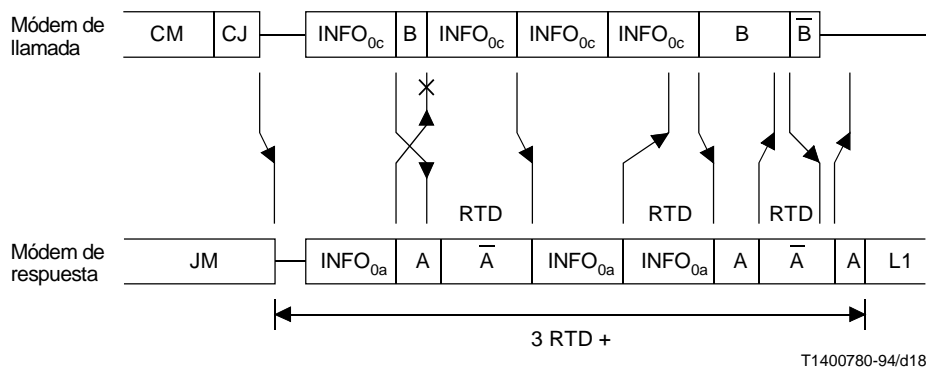 Módem de
llamada
CM CJ INFO₀c B INFO₀c INFO₀c INFO₀c B B̅
RTD RTD RTD
Módem de
respuesta
JM INFO₀a A A̅ INFO₀a INFO₀a A A̅ A L1
3 RTD +
T1400780-94/d18